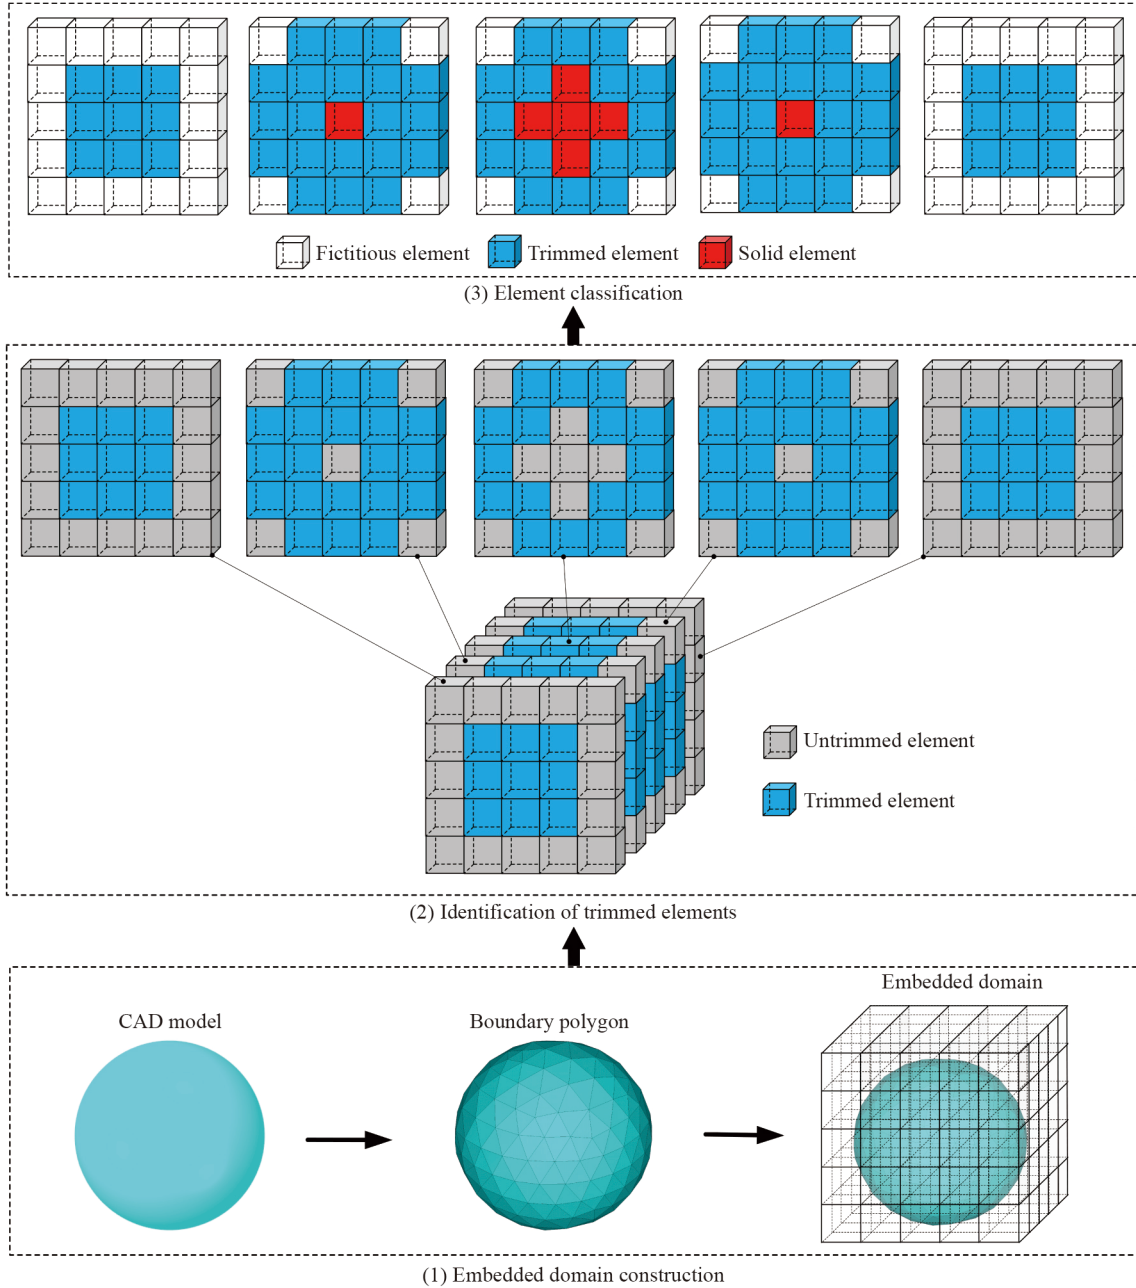 Fictitious element
Trimmed element
Solid element
(3) Element classification
Untrimmed element
Trimmed element
(2) Identification of trimmed elements
Embedded domain
CAD model
Boundary polygon
(1) Embedded domain construction